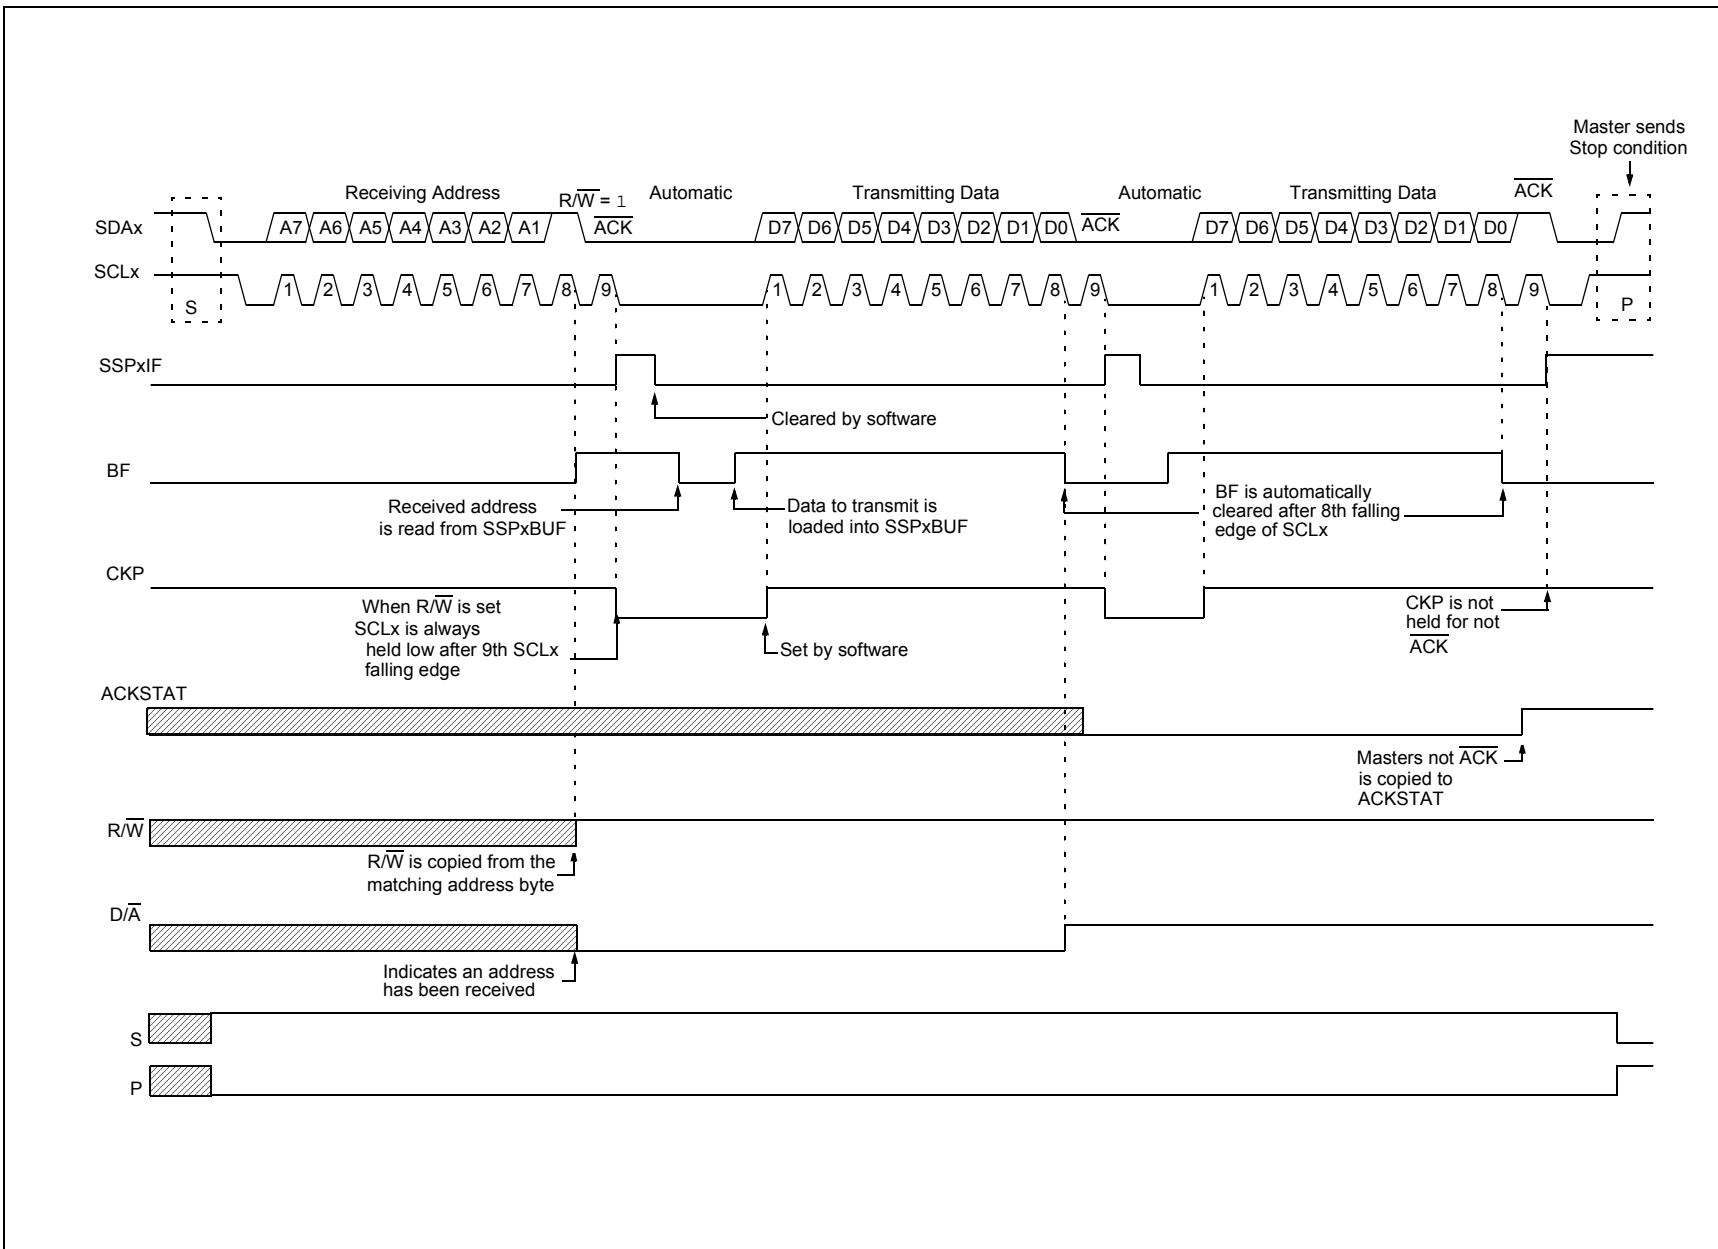 Master sends
Stop condition
Receiving Address R/W = 1 Automatic Transmitting Data Automatic Transmitting Data ACK
SDAx A7 A6 A5 A4 A3 A2 A1 ACK D7 D6 D5 D4 D3 D2 D1 D0 ACK D7 D6 D5 D4 D3 D2 D1 D0
SCLx
S 1 2 3 4 5 6 7 8 9 1 2 3 4 5 6 7 8 9 1 2 3 4 5 6 7 8 9 P
SSPxIF
Cleared by software
BF
Received address
is read from SSPxBUF
Data to transmit is
loaded into SSPxBUF
BF is automatically
cleared after 8th falling
edge of SCLx
CKP
When R/W is set
SCLx is always
held low after 9th SCLx
falling edge
Set by software
CKP is not
held for not
ACK
ACKSTAT
Masters not ACK
is copied to
ACKSTAT
R/W
R/W is copied from the
matching address byte
D/A
Indicates an address
has been received
S
P